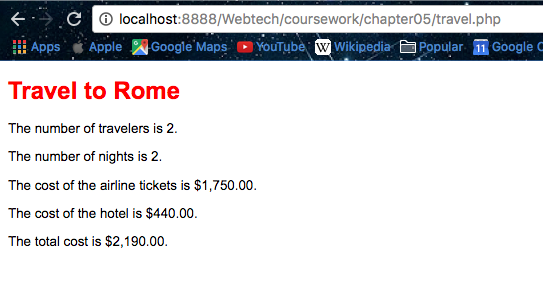 localhost:8888/Webtech/coursework/chapter05/travel.php
Apps Apple Google Maps YouTube W Wikipedia Popular 11 Google C
Travel to Rome
The number of travelers is 2.
The number of nights is 2.
The cost of the airline tickets is $1,750.00.
The cost of the hotel is $440.00.
The total cost is $2,190.00.